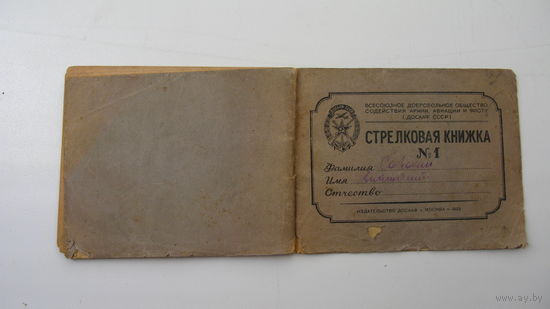 ВСЕСОЮЗНОЕ ДОБРОВОЛЬНОЕ ОБЩЕСТВО
СОДЕЙСТВИЯ АРМИИ, АВИАЦИИ И ФЛОТУ
(ДОСААФ СССР)
СТРЕЛКОВАЯ КНИЖКА
№1
Фамилия
Имя
Отчество
ИЗДАТЕЛЬСТВО ДОСААФ • МОСКВА
© www.ay.by